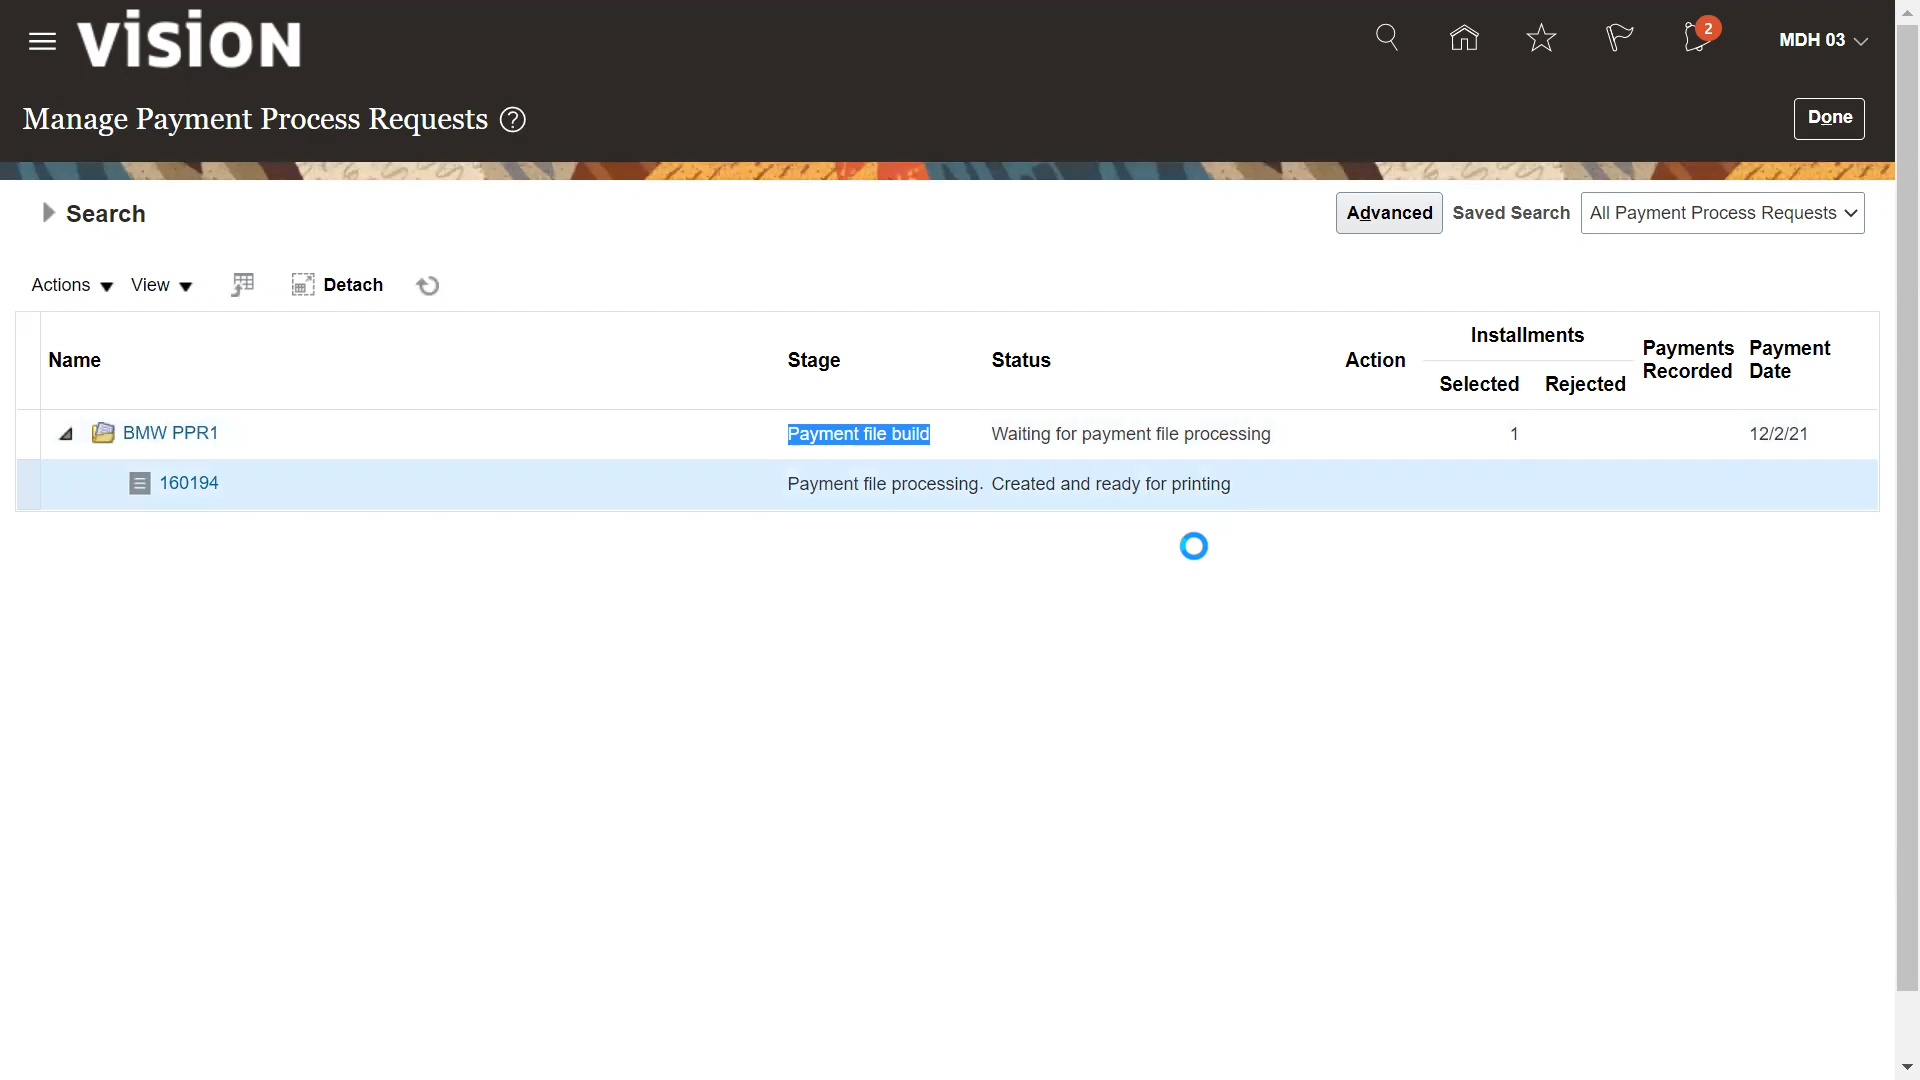 vision
2
MDH 03
Manage Payment Process Requests ?
Done
Search
Advanced Saved Search All Payment Process Requests
Actions View Detach
Name Stage Status Action Installments Selected Rejected Payments Recorded Payment Date
BMW PPR1 Payment file build Waiting for payment file processing 1 12/2/21
160194 Payment file processing. Created and ready for printing